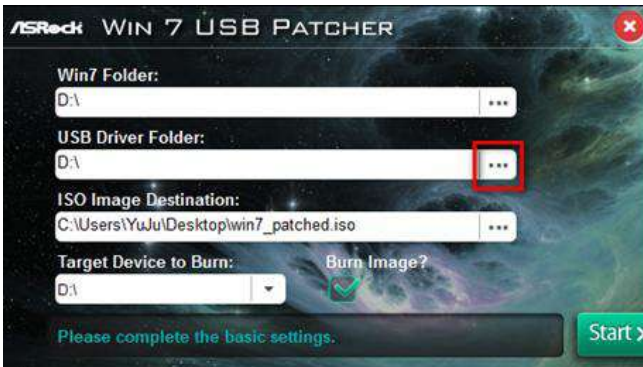 ASRock WIN 7 USB PATCHER
Win7 Folder:
D:\
USB Driver Folder:
D:\
ISO Image Destination:
C:\Users\YuJu\Desktop\win7_patched.iso
Target Device to Burn: Burn Image?
D:\
Please complete the basic settings.
Start